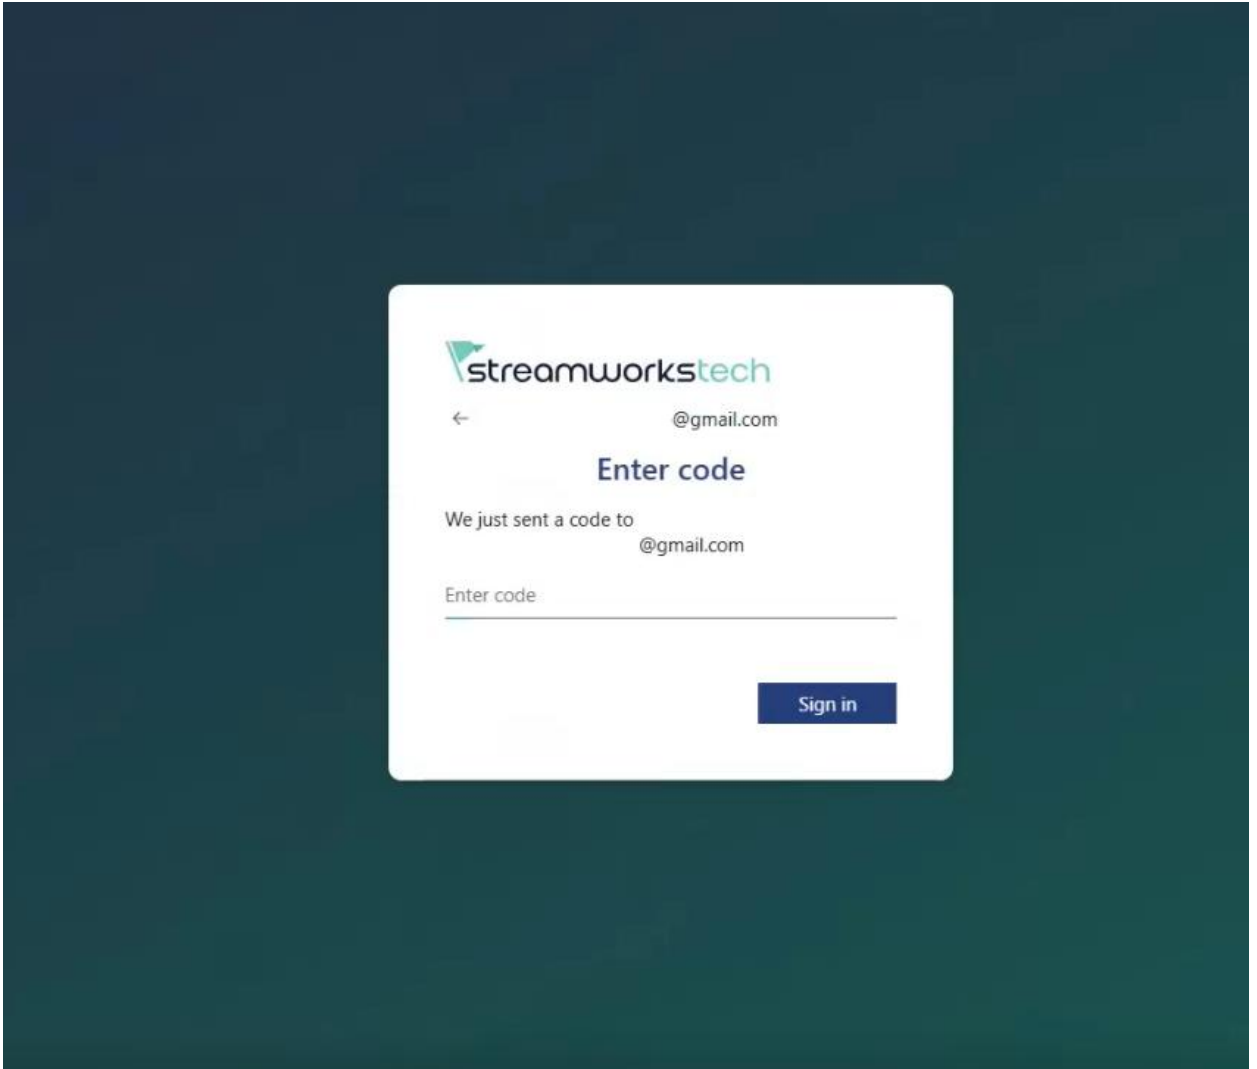 streamworkstech
@gmail.com
Enter code
We just sent a code to
@gmail.com
Enter code
Sign in